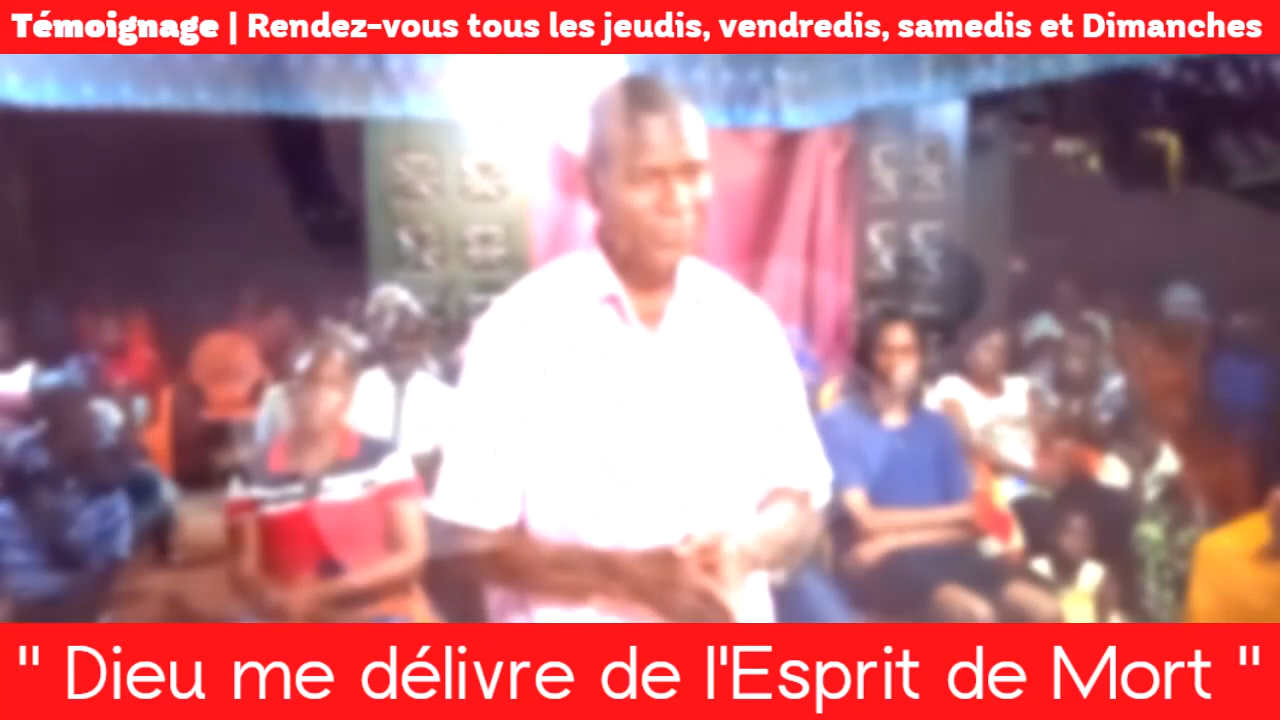 Témoignage | Rendez-vous tous les jeudis, vendredis, samedis et Dimanches
" Dieu me délivre de l'Esprit de Mort "